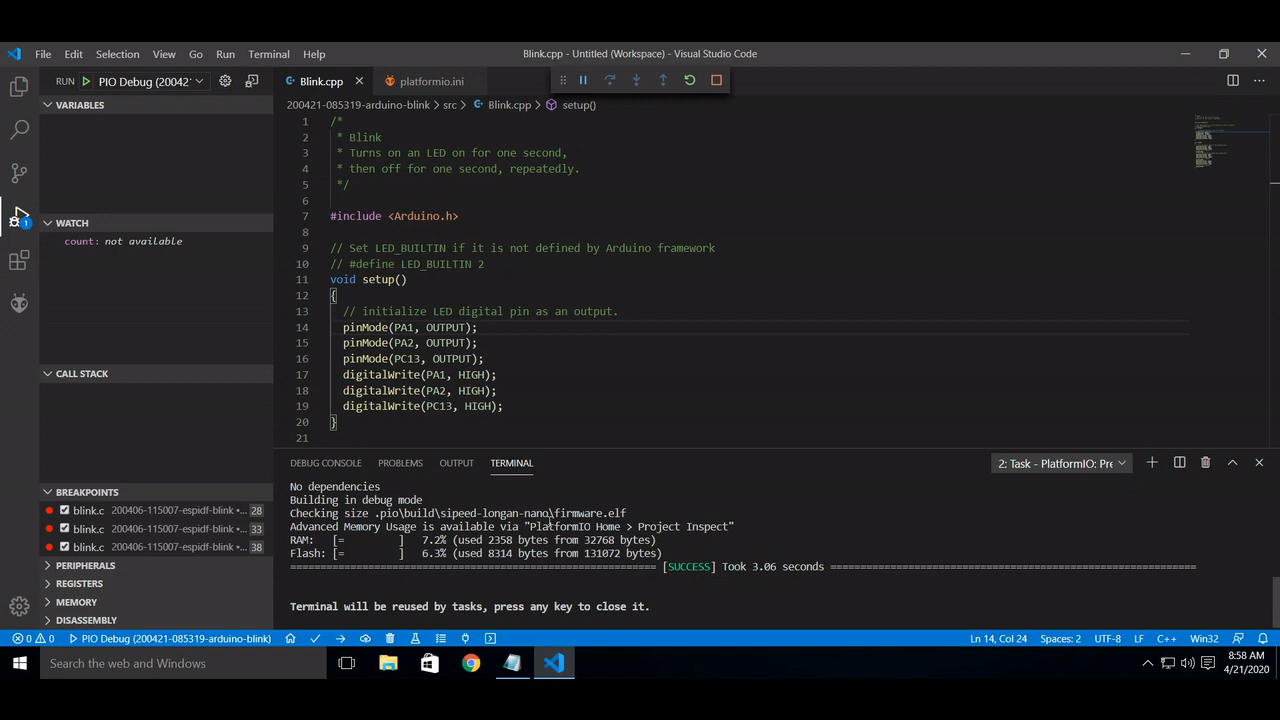 File Edit Selection View Go Run Terminal Help
Blink.cpp - Untitled (Workspace) - Visual Studio Code
RUN PIO Debug (20042
Blink.cpp
platformio.ini
VARIABLES
WATCH
count: not available
CALL STACK
BREAKPOINTS
blink.c 200406-115007-espidf-blink •... 28
blink.c 200406-115007-espidf-blink •... 33
blink.c 200406-115007-espidf-blink •... 38
PERIPHERALS
REGISTERS
MEMORY
DISASSEMBLY
1
200421-085319-arduino-blink > src > Blink.cpp > setup()
1 /*
2  * Blink
3  * Turns on an LED on for one second,
4  * then off for one second, repeatedly.
5  */
6
7 #include <Arduino.h>
8
9 // Set LED_BUILTIN if it is not defined by Arduino framework
10 // #define LED_BUILTIN 2
11 void setup()
12 {
13   // initialize LED digital pin as an output.
14   pinMode(PA1, OUTPUT);
15   pinMode(PA2, OUTPUT);
16   pinMode(PC13, OUTPUT);
17   digitalWrite(PA1, HIGH);
18   digitalWrite(PA2, HIGH);
19   digitalWrite(PC13, HIGH);
20 }
21
DEBUG CONSOLE PROBLEMS OUTPUT TERMINAL
2: Task - PlatformIO: Pre
No dependencies
Building in debug mode
Checking size .pio\build\sipeed-longan-nano\firmware.elf
Advanced Memory Usage is available via "PlatformIO Home > Project Inspect"
RAM:   [=         ]   7.2% (used 2358 bytes from 32768 bytes)
Flash: [=         ]   6.3% (used 8314 bytes from 131072 bytes)
========================================================= [SUCCESS] Took 3.06 seconds =========================================================
Terminal will be reused by tasks, press any key to close it.
0 0 PIO Debug (200421-085319-arduino-blink)
Ln 14, Col 24 Spaces: 2 UTF-8 LF C++ Win32
Search the web and Windows
8:58 AM
4/21/2020